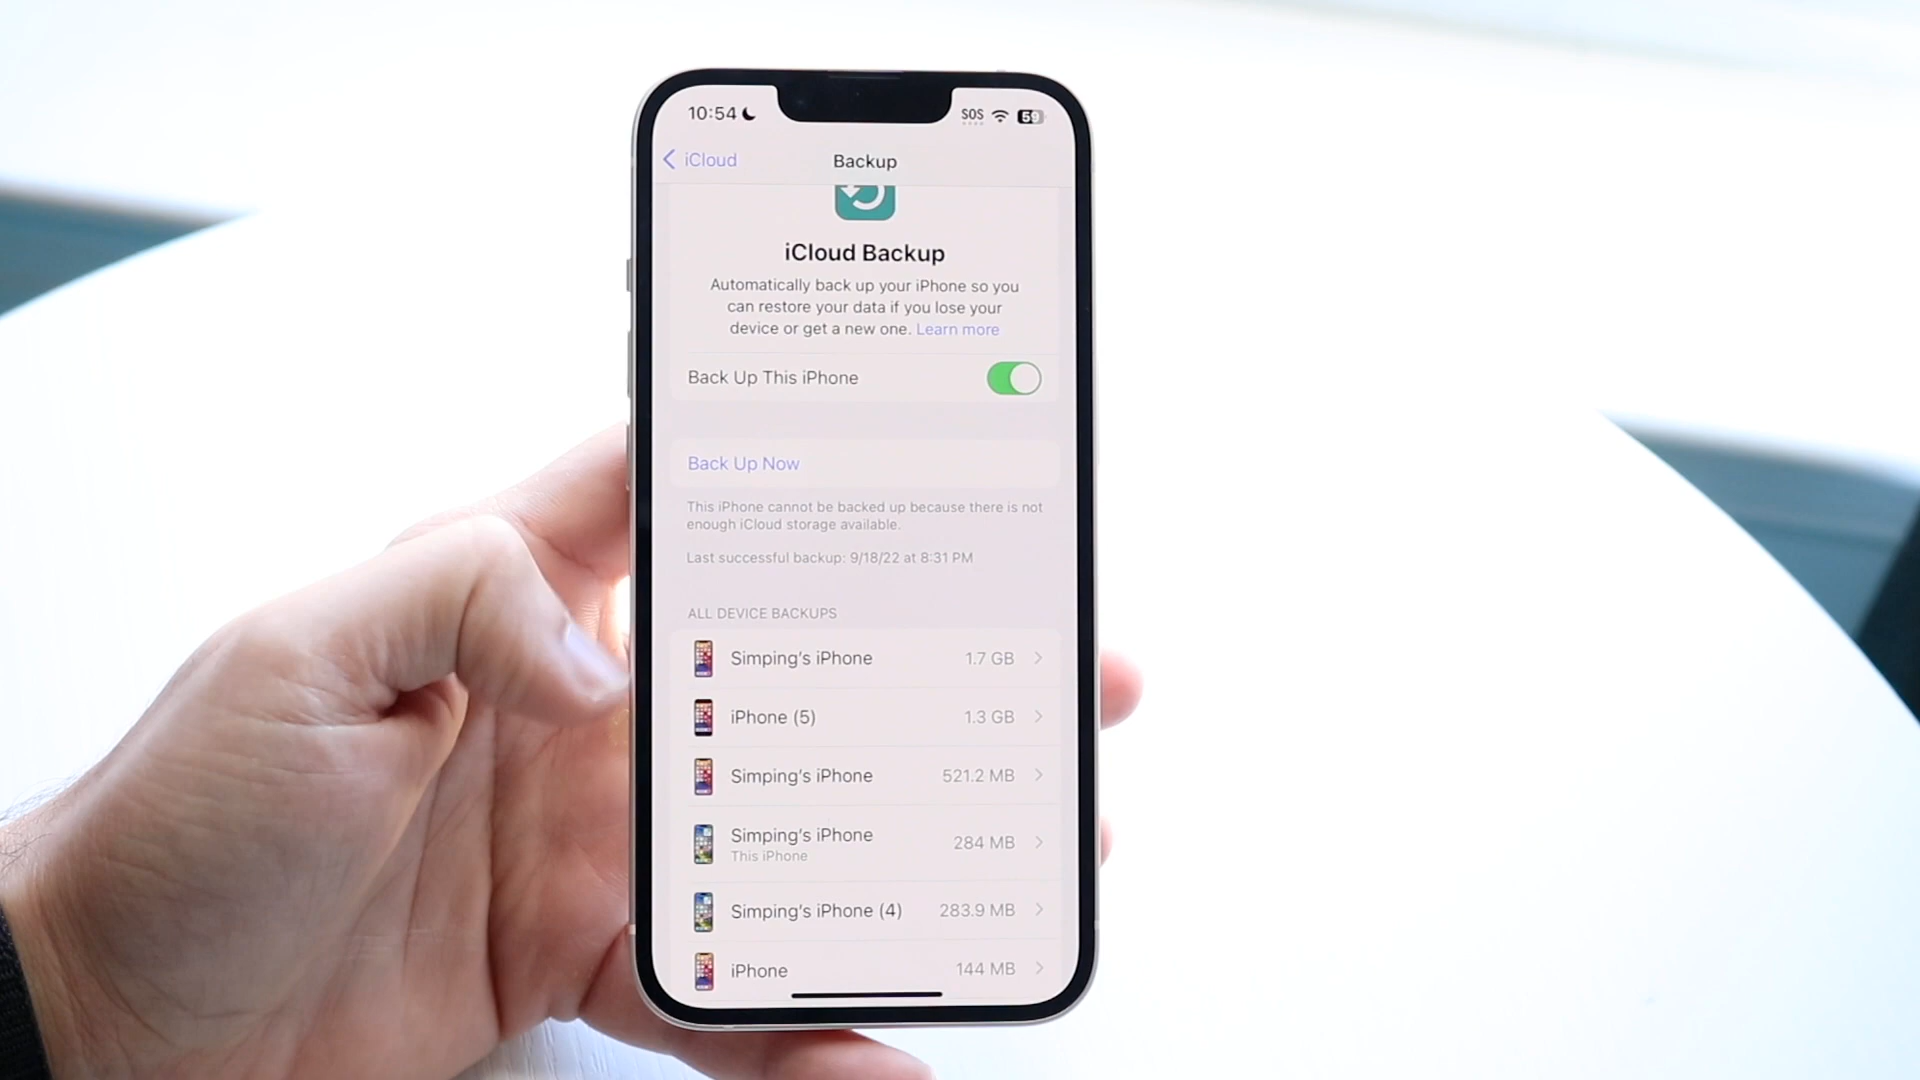 10:54
SOS
59
iCloud
Backup
iCloud Backup
Automatically back up your iPhone so you
can restore your data if you lose your
device or get a new one. Learn more
Back Up This iPhone
Back Up Now
This iPhone cannot be backed up because there is not
enough iCloud storage available.
Last successful backup: 9/18/22 at 8:31 PM
ALL DEVICE BACKUPS
Simping's iPhone 1.7 GB
iPhone (5) 1.3 GB
Simping's iPhone 521.2 MB
Simping's iPhone 284 MB
This iPhone
Simping's iPhone (4) 283.9 MB
iPhone 144 MB